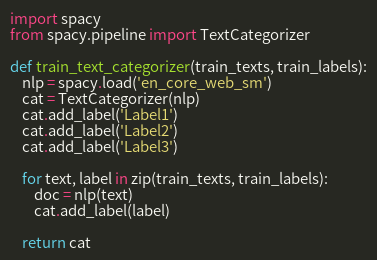 import spacy
from spacy.pipeline import TextCategorizer

def train_text_categorizer(train_texts, train_labels):
    nlp = spacy.load('en_core_web_sm')
    cat = TextCategorizer(nlp)
    cat.add_label('Label1')
    cat.add_label('Label2')
    cat.add_label('Label3')

    for text, label in zip(train_texts, train_labels):
        doc = nlp(text)
        cat.add_label(label)

    return cat